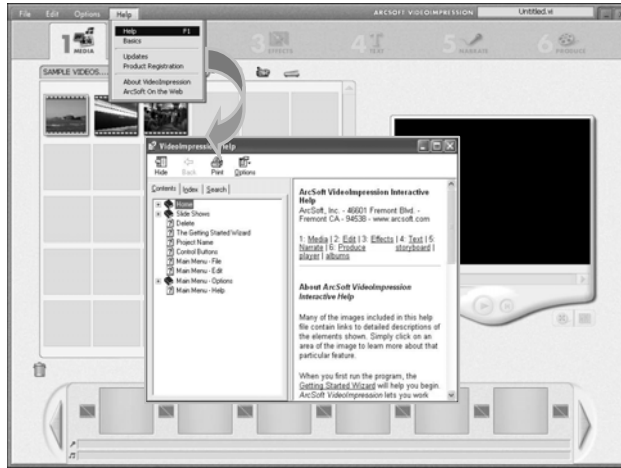 File Edit Options Help
ARCSOFT VIDEOIMPRESSION
Untitled.vi
Help F1
Basics
Updates
Product Registration
About VideoImpression
ArcSoft On the Web
1 MEDIA
3 EFFECTS
4 TEXT
5 NARRATE
6 PRODUCE
SAMPLE VIDEOS
VideoImpression Help
Hide Back Print Options
Contents Index Search
Home
Slide Shows
Delete
The Getting Started Wizard
Project Name
Control Buttons
Main Menu - File
Main Menu - Edit
Main Menu - Options
Main Menu - Help
ArcSoft VideoImpression Interactive
Help
ArcSoft, Inc. - 46601 Fremont Blvd. -
Fremont CA - 94538 - www.arcsoft.com
1: Media | 2: Edit | 3: Effects | 4: Text | 5:
Narrate | 6: Produce storyboard |
player | albums
About ArcSoft VideoImpression
Interactive Help
Many of the images included in this help
file contain links to detailed descriptions of
the elements shown. Simply click on an
area of the image to learn more about that
particular feature.
When you first run the program, the
Getting Started Wizard will help you begin.
ArcSoft VideoImpression lets you work